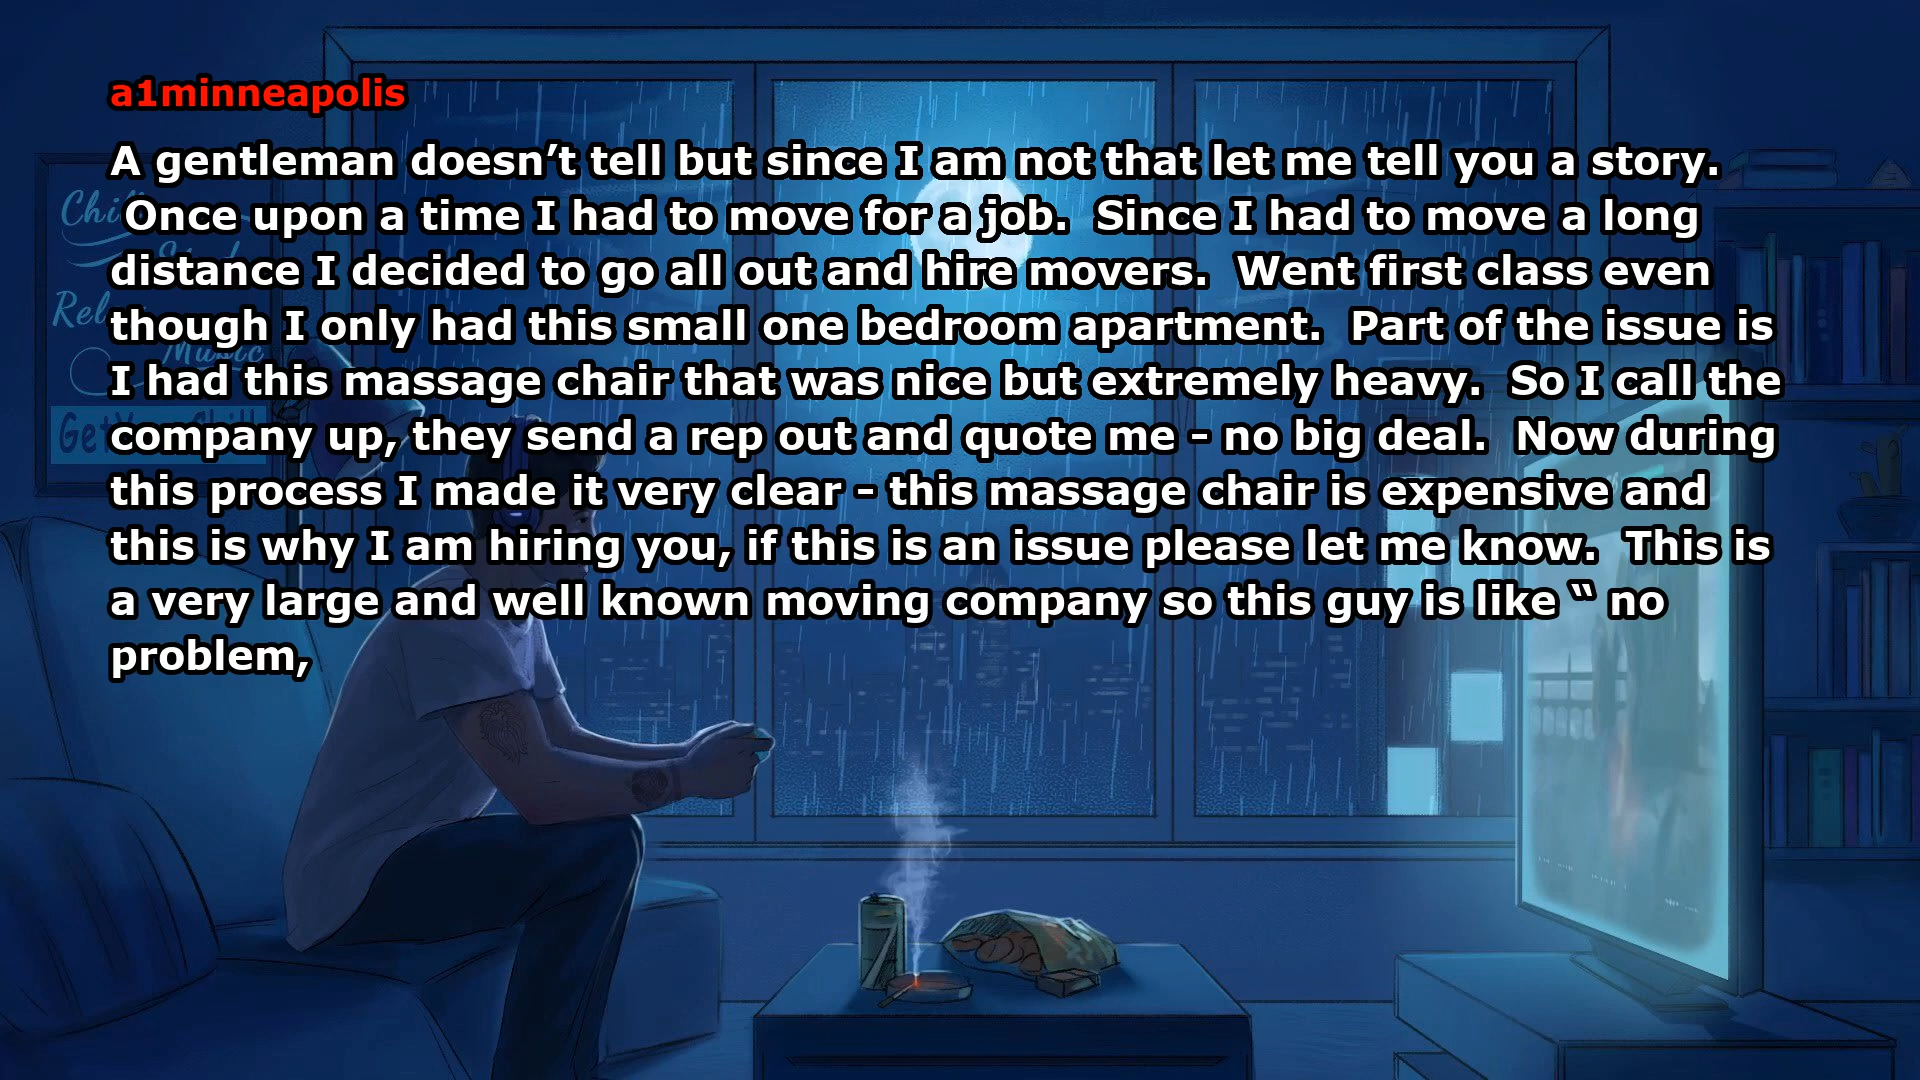 a1minneapolis
A gentleman doesn’t tell but since I am not that let me tell you a story.
Once upon a time I had to move for a job.  Since I had to move a long
distance I decided to go all out and hire movers.  Went first class even
though I only had this small one bedroom apartment.  Part of the issue is
I had this massage chair that was nice but extremely heavy.  So I call the
company up, they send a rep out and quote me - no big deal.  Now during
this process I made it very clear - this massage chair is expensive and
this is why I am hiring you, if this is an issue please let me know.  This is
a very large and well known moving company so this guy is like “ no
problem,
Music